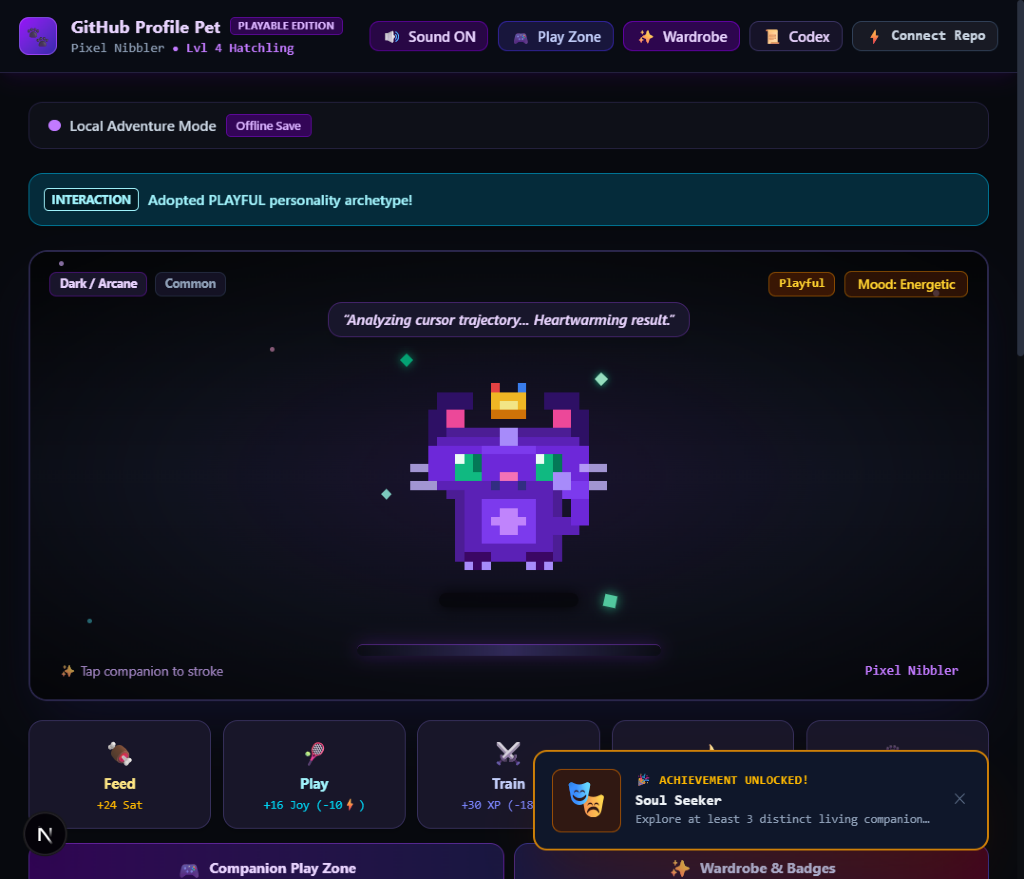 GitHub Profile Pet PLAYABLE EDITION
Pixel Nibbler • Lvl 4 Hatchling
Sound ON
Play Zone
Wardrobe
Codex
Connect Repo
Local Adventure Mode Offline Save
INTERACTION Adopted PLAYFUL personality archetype!
Dark / Arcane Common
Playful Mood: Energetic
"Analyzing cursor trajectory... Heartwarming result."
Tap companion to stroke
Pixel Nibbler
Feed
+24 Sat
Play
+16 Joy (-10⚡)
Train
+30 XP (-18
ACHIEVEMENT UNLOCKED!
Soul Seeker
Explore at least 3 distinct living companion…
N
Companion Play Zone
Wardrobe & Badges